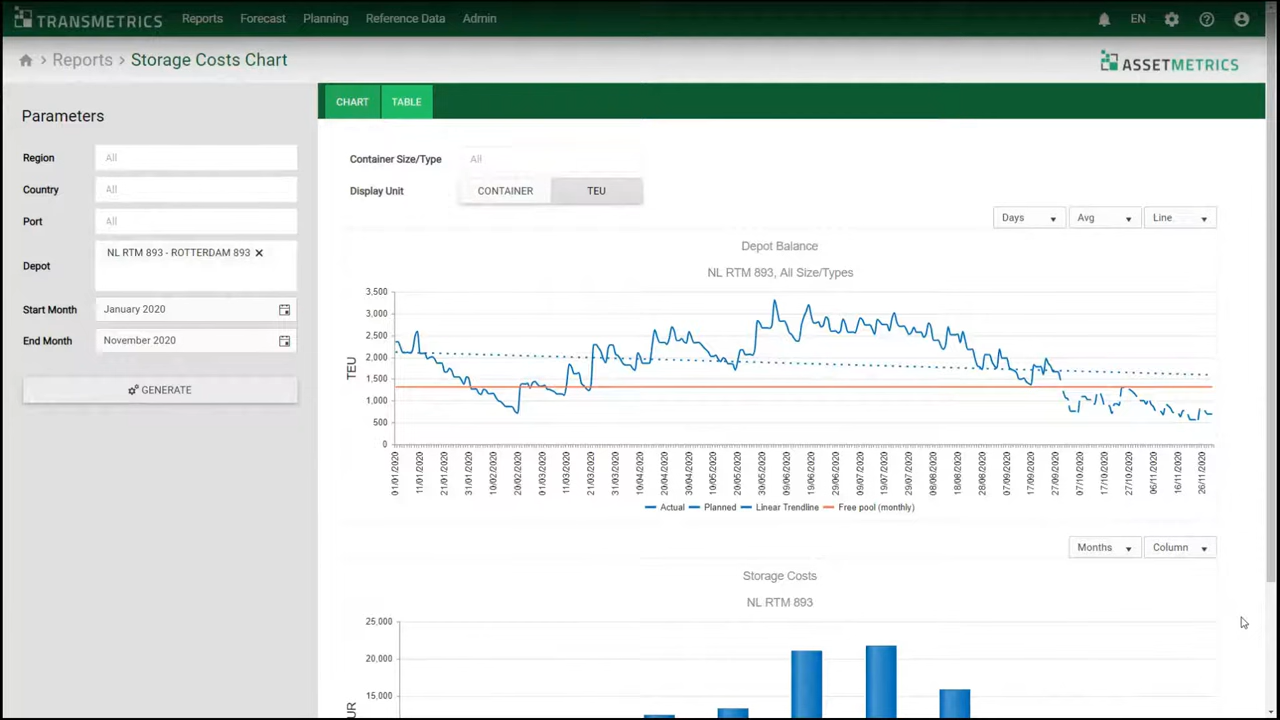 TRANSMETRICS Reports Forecast Planning Reference Data Admin EN
Reports > Storage Costs Chart
ASSETMETRICS
Parameters
Region All
Country All
Port All
Depot NL RTM 893 - ROTTERDAM 893 ×
Start Month January 2020
End Month November 2020
GENERATE
CHART TABLE
Container Size/Type All
Display Unit CONTAINER TEU
Days Avg Line
Depot Balance
NL RTM 893, All Size/Types
TEU
3,500
3,000
2,500
2,000
1,500
1,000
500
0
01/01/2020 11/01/2020 21/01/2020 31/01/2020 10/02/2020 20/02/2020 01/03/2020 11/03/2020 21/03/2020 31/03/2020 10/04/2020 20/04/2020 30/04/2020 10/05/2020 20/05/2020 30/05/2020 09/06/2020 19/06/2020 29/06/2020 09/07/2020 19/07/2020 29/07/2020 08/08/2020 18/08/2020 28/08/2020 07/09/2020 17/09/2020 27/09/2020 07/10/2020 17/10/2020 27/10/2020 06/11/2020 16/11/2020 26/11/2020
Actual Planned Linear Trendline Free pool (monthly)
Months Column
Storage Costs
NL RTM 893
25,000
20,000
15,000